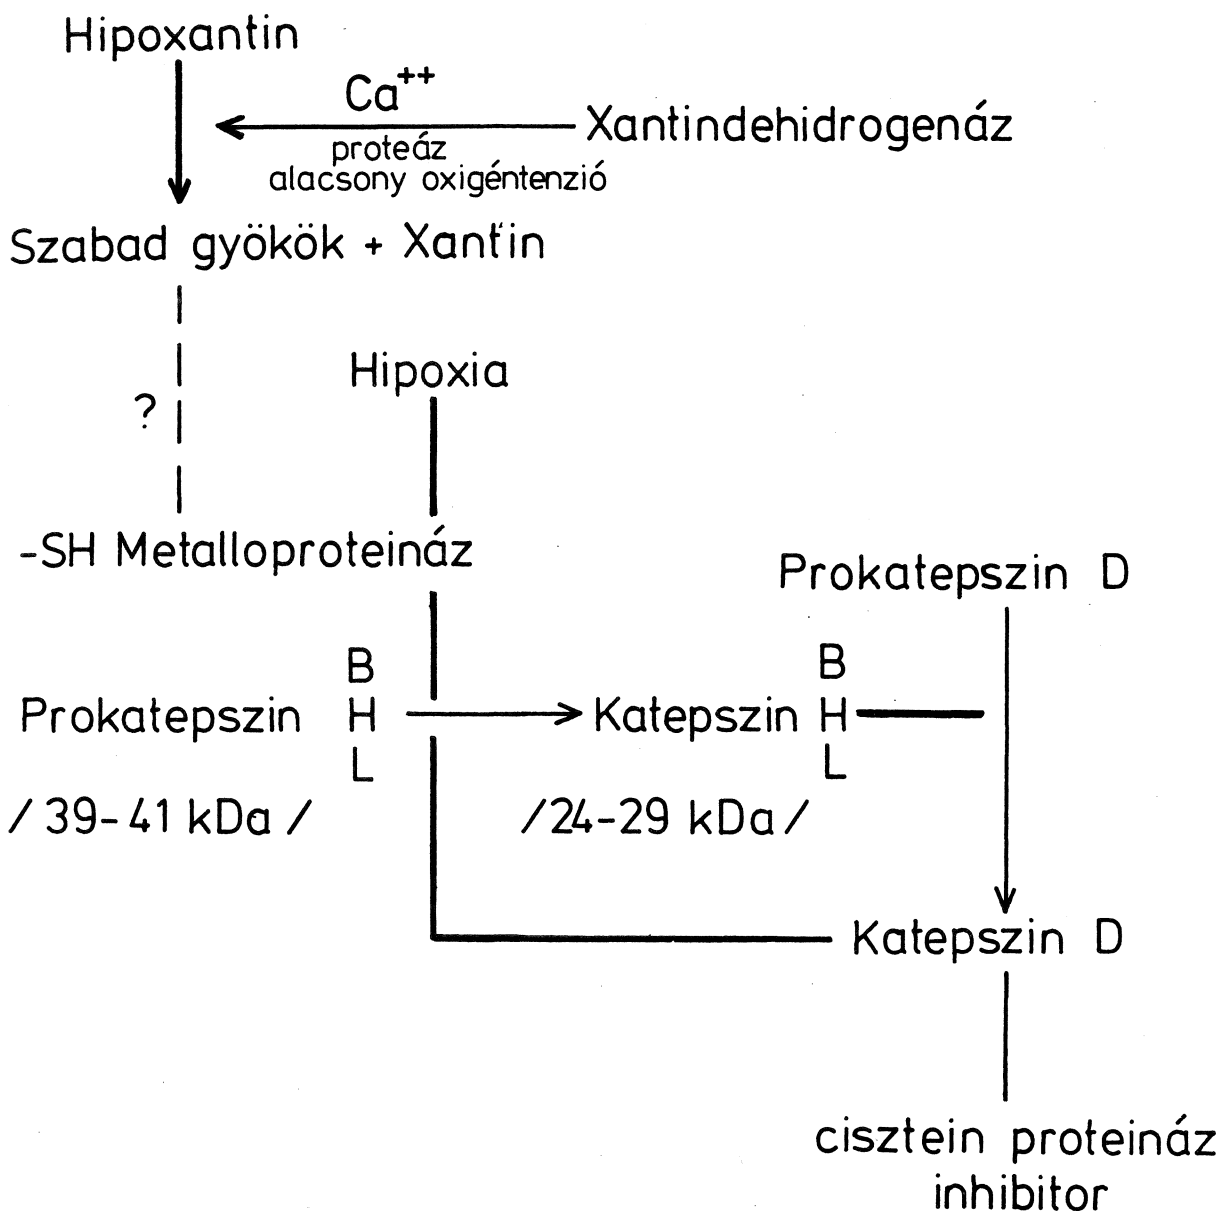 Hipoxantin
Ca⁺⁺
Xantindehidrogenáz
proteáz
alacsony oxigéntenzió
Szabad gyökök + Xantin
Hipoxia
?
-SH Metalloproteináz
Prokatepszin D
B
B
Prokatepszin H
Katepszin H
L
L
/39-41 kDa/
/24-29 kDa/
Katepszin D
cisztein proteináz
inhibitor